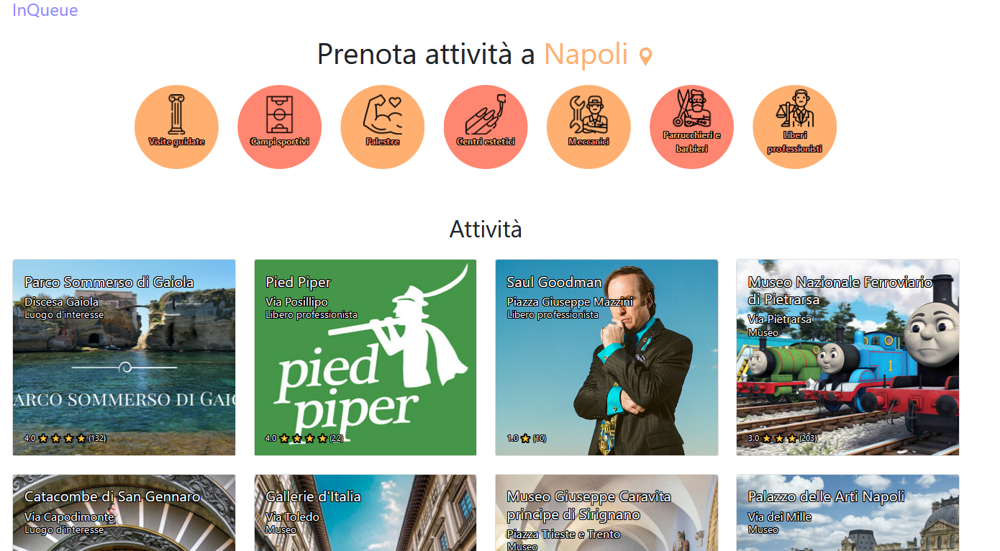 InQueue
Prenota attività a Napoli
Visite guidate
Campi sportivi
Palestre
Centri estetici
Meccanici
Parrucchieri e
barbieri
Liberi
professionisti
Attività
Parco Sommerso di Gaiola
Discesa Gaiola
Luogo d'interesse
ARCO SOMMERSO DI GAIO
4.0 (132)
Pied Piper
Via Posillipo
Libero professionista
pied
piper
4.0 (22)
Saul Goodman
Piazza Giuseppe Mazzini
Libero professionista
1.0 (10)
Museo Nazionale Ferroviario
di Pietrarsa
Via Pietrarsa
Museo
1
3.0 (203)
Catacombe di San Gennaro
Via Capodimonte
Luogo d'interesse
Gallerie d'Italia
Via Toledo
Museo
Museo Giuseppe Caravita
principe di Sirignano
Piazza Trieste e Trento
Museo
Palazzo delle Arti Napoli
Via dei Mille
Museo